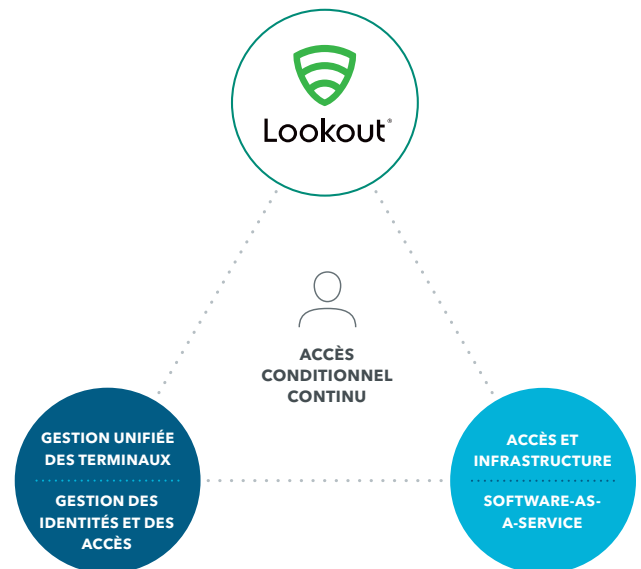 Lookout®
ACCÈS
CONDITIONNEL
CONTINU
GESTION UNIFIÉE
DES TERMINAUX
GESTION DES
IDENTITÉS ET DES
ACCÈS
ACCÈS ET
INFRASTRUCTURE
SOFTWARE-AS-
A-SERVICE